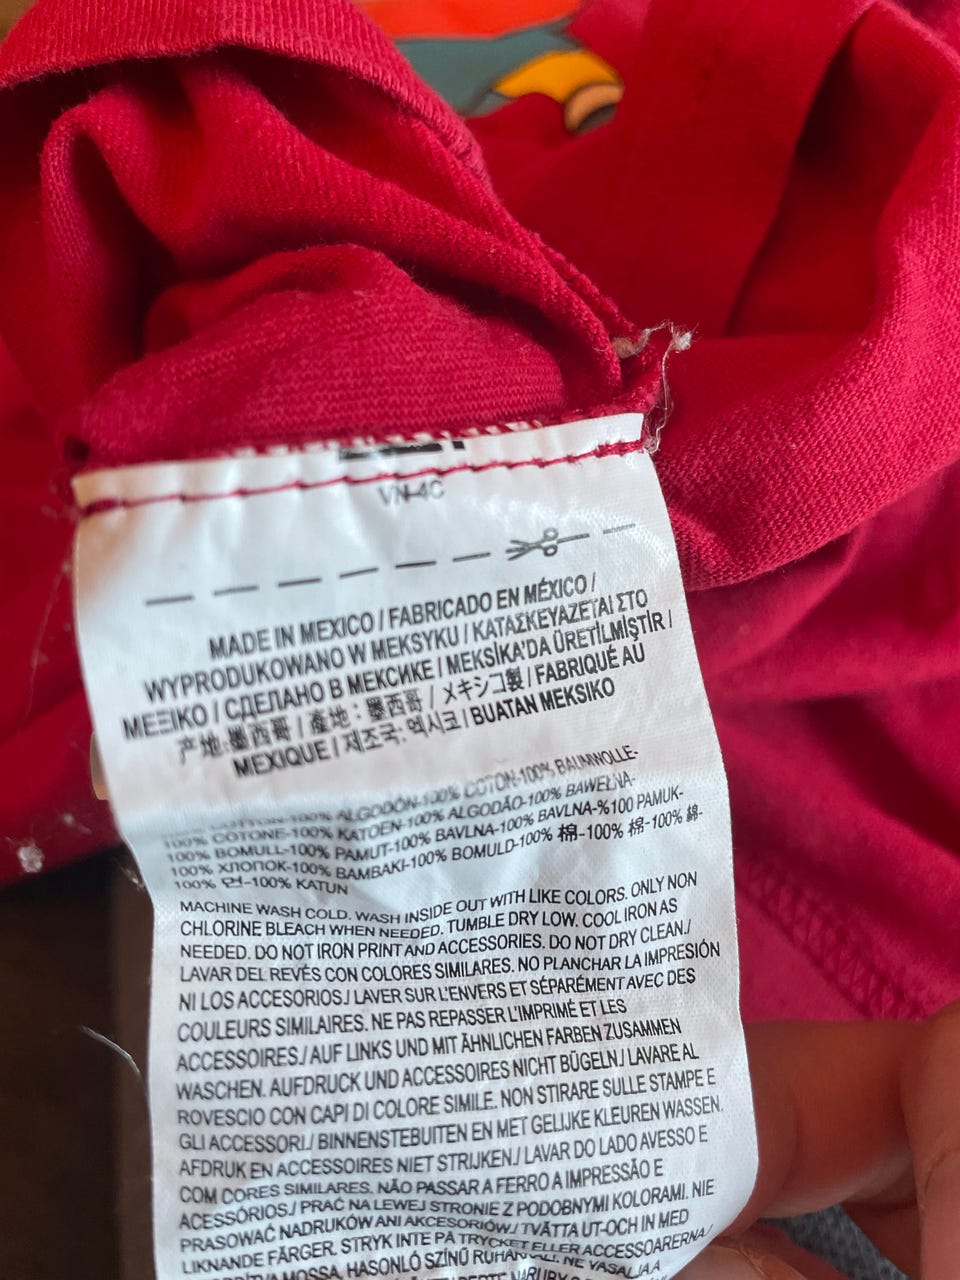 VN-4C
MADE IN MEXICO / FABRICADO EN MÉXICO /
WYPRODUKOWANO W MEKSYKU / ΚΑΤΑΣΚΕΥΑΖΕΤΑΙ ΣΤΟ
ΜΕΞΙΚΟ / СДЕЛАНО В МЕКСИКЕ / MEKSİKA'DA ÜRETİLMİŞTİR /
产地:墨西哥 / 產地:墨西哥 / メキシコ製 / FABRIQUÉ AU
MEXIQUE / 제조국: 멕시코 / BUATAN MEKSIKO
100% COTTON-100% ALGODÓN-100% COTON-100% BAUMWOLLE-
100% COTONE-100% KATOEN-100% ALGODÃO-100% BAWEŁNA-
100% BOMULL-100% PAMUT-100% BAVLNA-100% BAVLNA-%100 PAMUK-
100% ХЛОПОК-100% ΒΑΜΒΑΚΙ-100% BOMULD-100% 棉-100% 棉-100% 綿-
100% 면-100% KATUN
MACHINE WASH COLD. WASH INSIDE OUT WITH LIKE COLORS. ONLY NON
CHLORINE BLEACH WHEN NEEDED. TUMBLE DRY LOW. COOL IRON AS
NEEDED. DO NOT IRON PRINT AND ACCESSORIES. DO NOT DRY CLEAN./
LAVAR DEL REVÉS CON COLORES SIMILARES. NO PLANCHAR LA IMPRESIÓN
NI LOS ACCESORIOS./ LAVER SUR L'ENVERS ET SÉPARÉMENT AVEC DES
COULEURS SIMILAIRES. NE PAS REPASSER L'IMPRIMÉ ET LES
ACCESSOIRES./ AUF LINKS UND MIT ÄHNLICHEN FARBEN ZUSAMMEN
WASCHEN. AUFDRUCK UND ACCESSOIRES NICHT BÜGELN./ LAVARE AL
ROVESCIO CON CAPI DI COLORE SIMILE. NON STIRARE SULLE STAMPE E
GLI ACCESSORI./ BINNENSTEBUITEN EN MET GELIJKE KLEUREN WASSEN.
AFDRUK EN ACCESSOIRES NIET STRIJKEN./ LAVAR DO LADO AVESSO E
COM CORES SIMILARES. NÃO PASSAR A FERRO A IMPRESSÃO E
ACESSÓRIOS./ PRAĆ NA LEWEJ STRONIE Z PODOBNYMI KOLORAMI. NIE
PRASOWAĆ NADRUKÓW ANI AKCESORIÓW./ TVÄTTA UT-OCH IN MED
LIKNANDE FÄRGER. STRYK INTE PÅ TRYCKET ELLER ACCESSOARERNA./
MOSSA. HASONLÓ SZÍNŰ NE VASALJA A